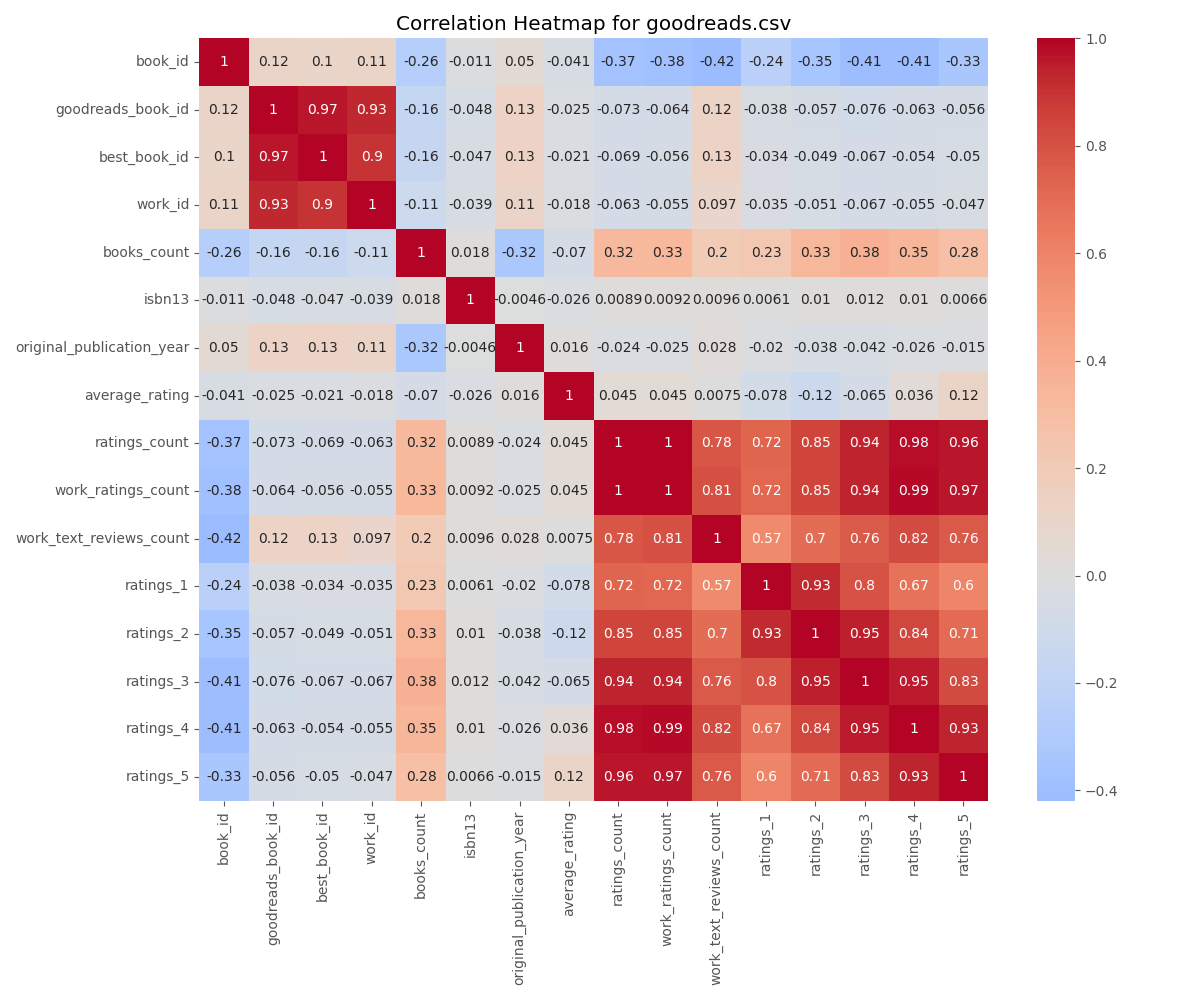 Correlation Heatmap for goodreads.csv
book_id 1 0.12 0.1 0.11 -0.26 -0.011 0.05 -0.041 -0.37 -0.38 -0.42 -0.24 -0.35 -0.41 -0.41 -0.33
goodreads_book_id 0.12 1 0.97 0.93 -0.16 -0.048 0.13 -0.025 -0.073 -0.064 0.12 -0.038 -0.057 -0.076 -0.063 -0.056
best_book_id 0.1 0.97 1 0.9 -0.16 -0.047 0.13 -0.021 -0.069 -0.056 0.13 -0.034 -0.049 -0.067 -0.054 -0.05
work_id 0.11 0.93 0.9 1 -0.11 -0.039 0.11 -0.018 -0.063 -0.055 0.097 -0.035 -0.051 -0.067 -0.055 -0.047
books_count -0.26 -0.16 -0.16 -0.11 1 0.018 -0.32 -0.07 0.32 0.33 0.2 0.23 0.33 0.38 0.35 0.28
isbn13 -0.011 -0.048 -0.047 -0.039 0.018 1 -0.0046 -0.026 0.0089 0.0092 0.0096 0.0061 0.01 0.012 0.01 0.0066
original_publication_year 0.05 0.13 0.13 0.11 -0.32 -0.0046 1 0.016 -0.024 -0.025 0.028 -0.02 -0.038 -0.042 -0.026 -0.015
average_rating -0.041 -0.025 -0.021 -0.018 -0.07 -0.026 0.016 1 0.045 0.045 0.0075 -0.078 -0.12 -0.065 0.036 0.12
ratings_count -0.37 -0.073 -0.069 -0.063 0.32 0.0089 -0.024 0.045 1 1 0.78 0.72 0.85 0.94 0.98 0.96
work_ratings_count -0.38 -0.064 -0.056 -0.055 0.33 0.0092 -0.025 0.045 1 1 0.81 0.72 0.85 0.94 0.99 0.97
work_text_reviews_count -0.42 0.12 0.13 0.097 0.2 0.0096 0.028 0.0075 0.78 0.81 1 0.57 0.7 0.76 0.82 0.76
ratings_1 -0.24 -0.038 -0.034 -0.035 0.23 0.0061 -0.02 -0.078 0.72 0.72 0.57 1 0.93 0.8 0.67 0.6
ratings_2 -0.35 -0.057 -0.049 -0.051 0.33 0.01 -0.038 -0.12 0.85 0.85 0.7 0.93 1 0.95 0.84 0.71
ratings_3 -0.41 -0.076 -0.067 -0.067 0.38 0.012 -0.042 -0.065 0.94 0.94 0.76 0.8 0.95 1 0.95 0.83
ratings_4 -0.41 -0.063 -0.054 -0.055 0.35 0.01 -0.026 0.036 0.98 0.99 0.82 0.67 0.84 0.95 1 0.93
ratings_5 -0.33 -0.056 -0.05 -0.047 0.28 0.0066 -0.015 0.12 0.96 0.97 0.76 0.6 0.71 0.83 0.93 1
book_id
goodreads_book_id
best_book_id
work_id
books_count
isbn13
original_publication_year
average_rating
ratings_count
work_ratings_count
work_text_reviews_count
ratings_1
ratings_2
ratings_3
ratings_4
ratings_5
1.0
0.8
0.6
0.4
0.2
0.0
−0.2
−0.4